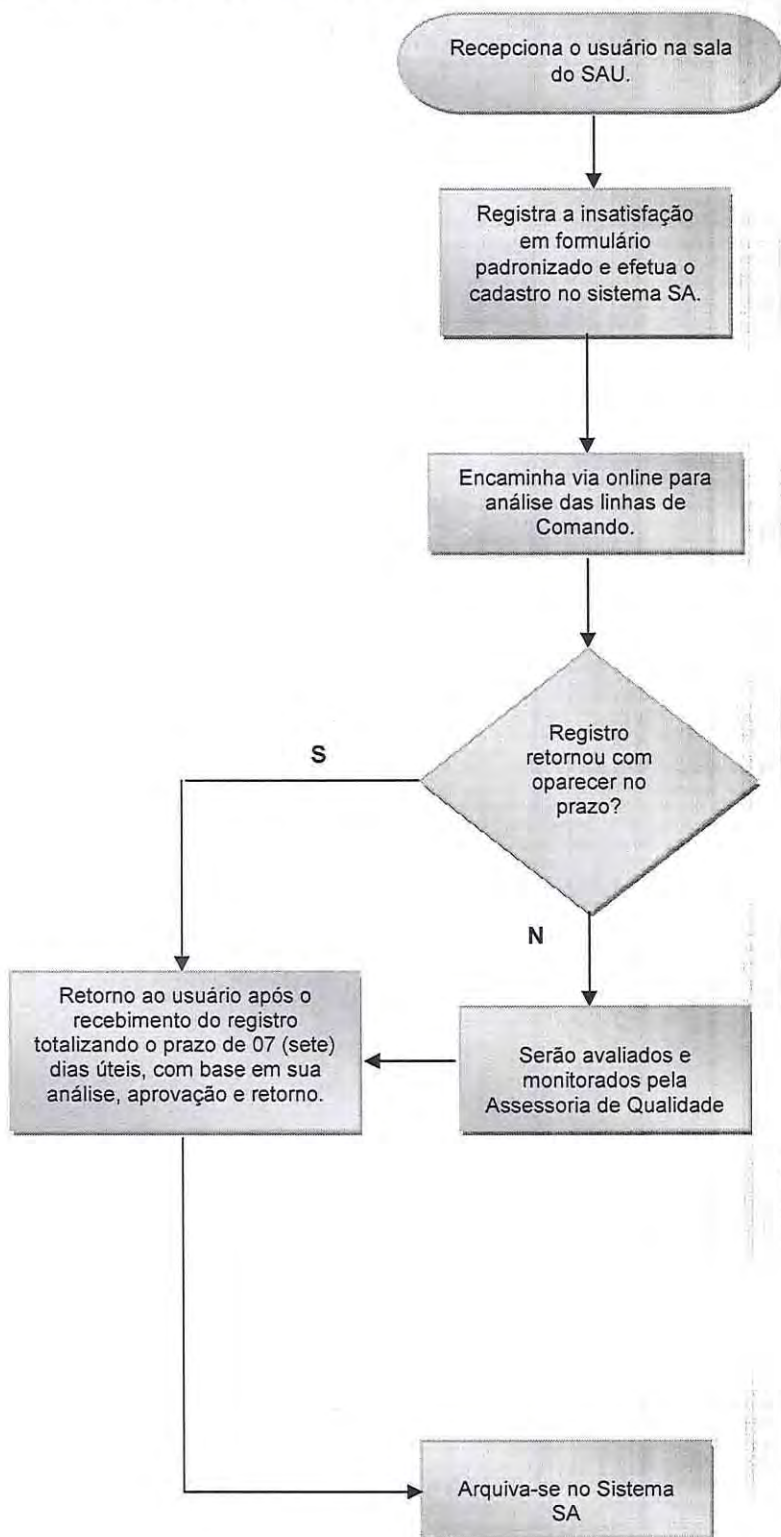 Recepciona o usuário na sala
do SAU.
Registra a insatisfação
em formulário
padronizado e efetua o
cadastro no sistema SA.
Encaminha via online para
análise das linhas de
Comando.
Registro
retornou com
oparecer no
prazo?
S
N
Retorno ao usuário após o
recebimento do registro
totalizando o prazo de 07 (sete)
dias úteis, com base em sua
análise, aprovação e retorno.
Serão avaliados e
monitorados pela
Assessoria de Qualidade
Arquiva-se no Sistema
SA